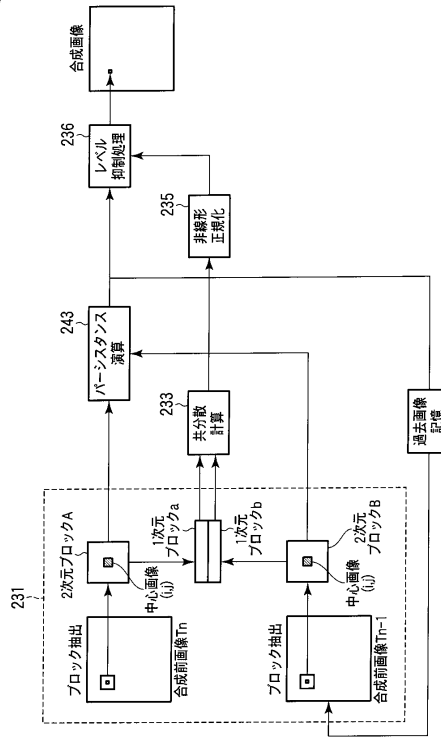 231
ブロック抽出
合成前画像Tn
2次元ブロックA
中心画像
(i,j)
1次元
ブロックa
1次元
ブロックb
ブロック抽出
合成前画像Tn-1
2次元
ブロックB
中心画像
(i,j)
233
共分散
計算
243
パーシスタンス
演算
235
非線形
正規化
236
レベル
抑制処理
合成画像
過去画像
記憶